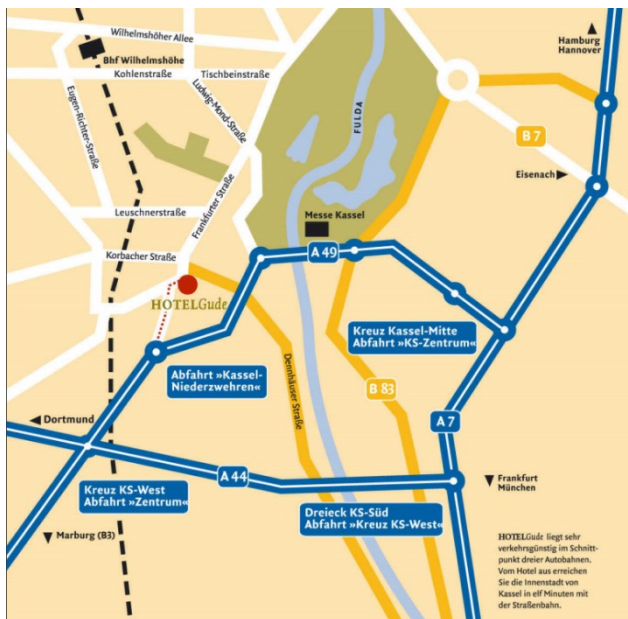 Wilhelmshöher Allee
Bhf Wilhelmshöhe
Kohlenstraße
Tischbeinstraße
Ludwig-Mond-Straße
Eugen-Richter-Straße
Frankfurter Straße
Leuschnerstraße
Korbacher Straße
HOTELGude
FULDA
Messe Kassel
Hamburg
Hannover
B 7
Eisenach
A 49
Kreuz Kassel-Mitte
Abfahrt »KS-Zentrum«
Abfahrt »Kassel-
Niederzwehren«
Dennhäuser Straße
B 83
A 7
Dortmund
A 44
Kreuz KS-West
Abfahrt »Zentrum«
Marburg (B3)
Dreieck KS-Süd
Abfahrt »Kreuz KS-West«
Frankfurt
München
HOTELGude liegt sehr
verkehrsgünstig im Schnitt-
punkt dreier Autobahnen.
Vom Hotel aus erreichen
Sie die Innenstadt von
Kassel in elf Minuten mit
der Straßenbahn.